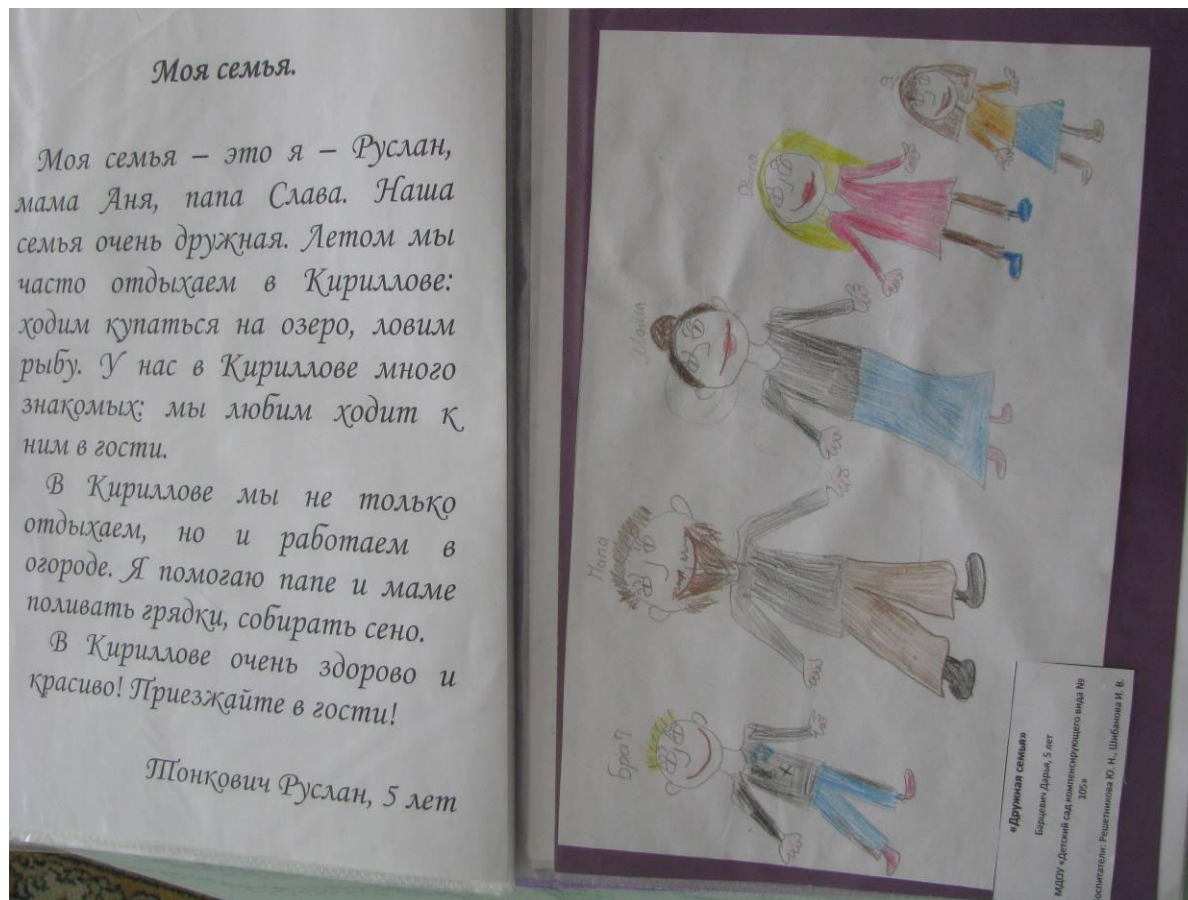 Моя семья.
Моя семья – это я – Руслан,
мама Аня, папа Слава. Наша
семья очень дружная. Летом мы
часто отдыхаем в Кириллове:
ходим купаться на озеро, ловим
рыбу. У нас в Кириллове много
знакомых: мы любим ходит к
ним в гости.
В Кириллове мы не только
отдыхаем, но и работаем в
огороде. Я помогаю папе и маме
поливать грядки, собирать сено.
В Кириллове очень здорово и
красиво! Приезжайте в гости!
Тонкович Руслан, 5 лет
Брат
Папа
Мама
Я
«Дружная семья»
Барцевич Дарья, 5 лет
МДОУ «Детский сад компенсирующего вида №
105»
Воспитатели: Решетникова Ю. Н., Шибанова И. В.